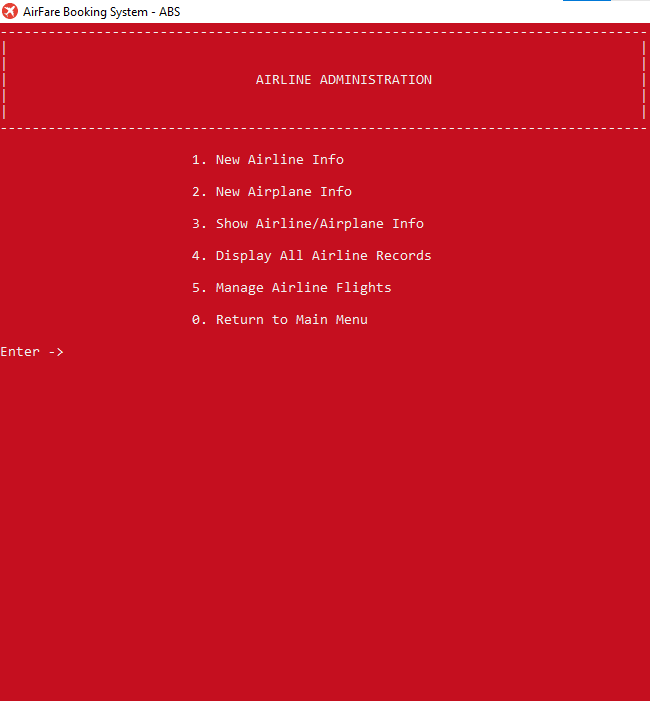 AirFare Booking System - ABS
---------------------------------------------------------------------------------
| |
| |
| AIRLINE ADMINISTRATION |
| |
| |
---------------------------------------------------------------------------------
1. New Airline Info
2. New Airplane Info
3. Show Airline/Airplane Info
4. Display All Airline Records
5. Manage Airline Flights
0. Return to Main Menu
Enter ->